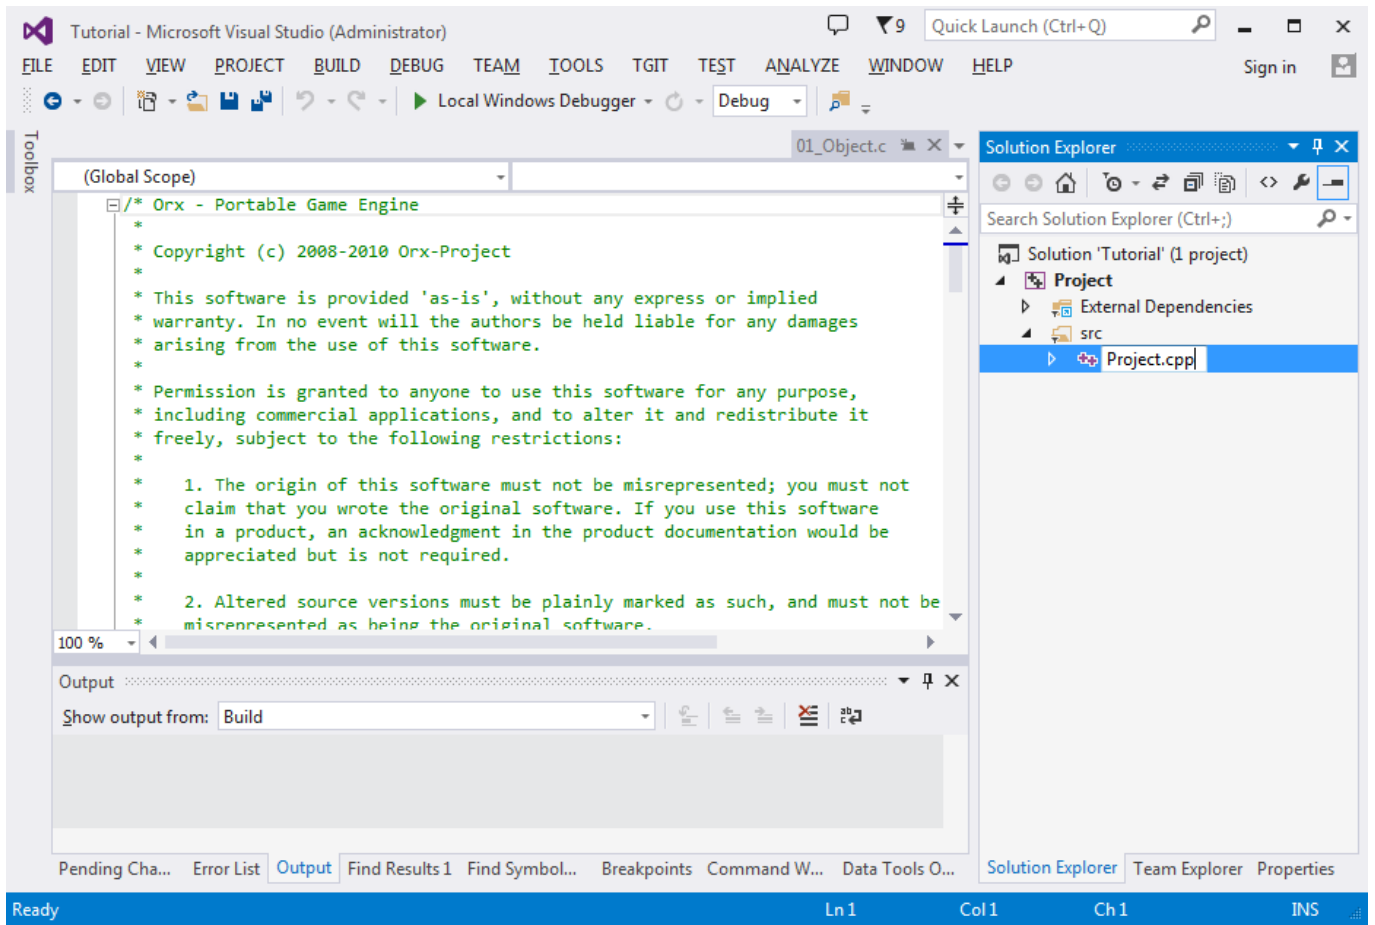 Tutorial - Microsoft Visual Studio (Administrator)
9
Quick Launch (Ctrl+Q)
FILE EDIT VIEW PROJECT BUILD DEBUG TEAM TOOLS TGIT TEST ANALYZE WINDOW HELP
Sign in
Local Windows Debugger
Debug
Toolbox
01_Object.c
(Global Scope)
/* Orx - Portable Game Engine
*
* Copyright (c) 2008-2010 Orx-Project
*
* This software is provided 'as-is', without any express or implied
* warranty. In no event will the authors be held liable for any damages
* arising from the use of this software.
*
* Permission is granted to anyone to use this software for any purpose,
* including commercial applications, and to alter it and redistribute it
* freely, subject to the following restrictions:
*
* 1. The origin of this software must not be misrepresented; you must not
* claim that you wrote the original software. If you use this software
* in a product, an acknowledgment in the product documentation would be
* appreciated but is not required.
*
* 2. Altered source versions must be plainly marked as such, and must not be
* misrepresented as being the original software.
100 %
Output
Show output from: Build
Pending Cha... Error List Output Find Results 1 Find Symbol... Breakpoints Command W... Data Tools O...
Solution Explorer
Search Solution Explorer (Ctrl+;)
Solution 'Tutorial' (1 project)
Project
External Dependencies
src
Project.cpp
Solution Explorer Team Explorer Properties
Ready Ln 1 Col 1 Ch 1 INS